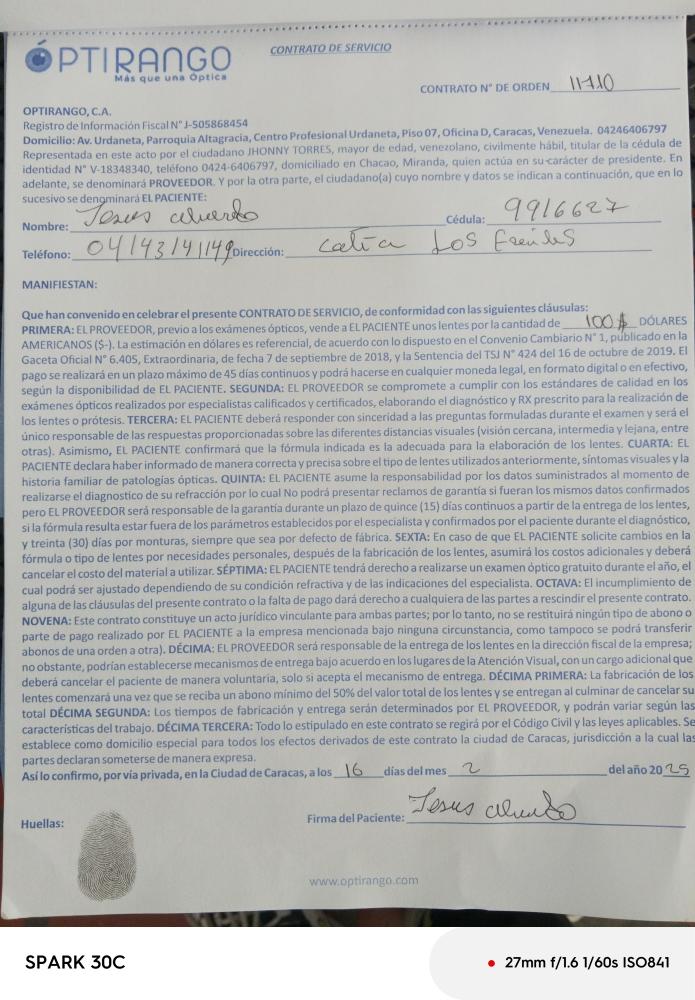 ÓPTIRANGO
Más que una Óptica
CONTRATO DE SERVICIO
CONTRATO N° DE ORDEN 11710
OPTIRANGO, C.A.
Registro de Información Fiscal N° J-505868454
Domicilio: Av. Urdaneta, Parroquia Altagracia, Centro Profesional Urdaneta, Piso 07, Oficina D, Caracas, Venezuela. 04246406797
Representada en este acto por el ciudadano JHONNY TORRES, mayor de edad, venezolano, civilmente hábil, titular de la cédula de
identidad N° V-18348340, teléfono 0424-6406797, domiciliado en Chacao, Miranda, quien actúa en su carácter de presidente. En
adelante, se denominará PROVEEDOR. Y por la otra parte, el ciudadano(a) cuyo nombre y datos se indican a continuación, que en lo
sucesivo se denominará EL PACIENTE:
Nombre: Jesus Cédula: 9916627
Teléfono: 04143141149 Dirección: catia Los Frailes
MANIFIESTAN:
Que han convenido en celebrar el presente CONTRATO DE SERVICIO, de conformidad con las siguientes cláusulas:
PRIMERA: EL PROVEEDOR, previo a los exámenes ópticos, vende a EL PACIENTE unos lentes por la cantidad de 100$ DÓLARES
AMERICANOS ($-). La estimación en dólares es referencial, de acuerdo con lo dispuesto en el Convenio Cambiario N° 1, publicado en la
Gaceta Oficial N° 6.405, Extraordinaria, de fecha 7 de septiembre de 2018, y la Sentencia del TSJ N° 424 del 16 de octubre de 2019. El
pago se realizará en un plazo máximo de 45 días continuos y podrá hacerse en cualquier moneda legal, en formato digital o en efectivo,
según la disponibilidad de EL PACIENTE. SEGUNDA: EL PROVEEDOR se compromete a cumplir con los estándares de calidad en los
exámenes ópticos realizados por especialistas calificados y certificados, elaborando el diagnóstico y RX prescrito para la realización de
los lentes o prótesis. TERCERA: EL PACIENTE deberá responder con sinceridad a las preguntas formuladas durante el examen y será el
único responsable de las respuestas proporcionadas sobre las diferentes distancias visuales (visión cercana, intermedia y lejana, entre
otras). Asimismo, EL PACIENTE confirmará que la fórmula indicada es la adecuada para la elaboración de los lentes. CUARTA: EL
PACIENTE declara haber informado de manera correcta y precisa sobre el tipo de lentes utilizados anteriormente, síntomas visuales y la
historia familiar de patologías ópticas. QUINTA: EL PACIENTE asume la responsabilidad por los datos suministrados al momento de
realizarse el diagnostico de su refracción por lo cual No podrá presentar reclamos de garantía si fueran los mismos datos confirmados
pero EL PROVEEDOR será responsable de la garantía durante un plazo de quince (15) días continuos a partir de la entrega de los lentes,
si la fórmula resulta estar fuera de los parámetros establecidos por el especialista y confirmados por el paciente durante el diagnóstico,
y treinta (30) días por monturas, siempre que sea por defecto de fábrica. SEXTA: En caso de que EL PACIENTE solicite cambios en la
fórmula o tipo de lentes por necesidades personales, después de la fabricación de los lentes, asumirá los costos adicionales y deberá
cancelar el costo del material a utilizar. SÉPTIMA: EL PACIENTE tendrá derecho a realizarse un examen óptico gratuito durante el año, el
cual podrá ser ajustado dependiendo de su condición refractiva y de las indicaciones del especialista. OCTAVA: El incumplimiento de
alguna de las cláusulas del presente contrato o la falta de pago dará derecho a cualquiera de las partes a rescindir el presente contrato.
NOVENA: Este contrato constituye un acto jurídico vinculante para ambas partes; por lo tanto, no se restituirá ningún tipo de abono o
parte de pago realizado por EL PACIENTE a la empresa mencionada bajo ninguna circunstancia, como tampoco se podrá transferir
abonos de una orden a otra). DÉCIMA: EL PROVEEDOR será responsable de la entrega de los lentes en la dirección fiscal de la empresa;
no obstante, podrían establecerse mecanismos de entrega bajo acuerdo en los lugares de la Atención Visual, con un cargo adicional que
deberá cancelar el paciente de manera voluntaria, solo si acepta el mecanismo de entrega. DÉCIMA PRIMERA: La fabricación de los
lentes comenzará una vez que se reciba un abono mínimo del 50% del valor total de los lentes y se entregan al culminar de cancelar su
total DÉCIMA SEGUNDA: Los tiempos de fabricación y entrega serán determinados por EL PROVEEDOR, y podrán variar según las
características del trabajo. DÉCIMA TERCERA: Todo lo estipulado en este contrato se regirá por el Código Civil y las leyes aplicables. Se
establece como domicilio especial para todos los efectos derivados de este contrato la ciudad de Caracas, jurisdicción a la cual las
partes declaran someterse de manera expresa.
Así lo confirmo, por vía privada, en la Ciudad de Caracas, a los 16 días del mes 2 del año 2025
Huellas: Firma del Paciente: Jesus
www.optirango.com
SPARK 30C
27mm f/1.6 1/60s ISO841